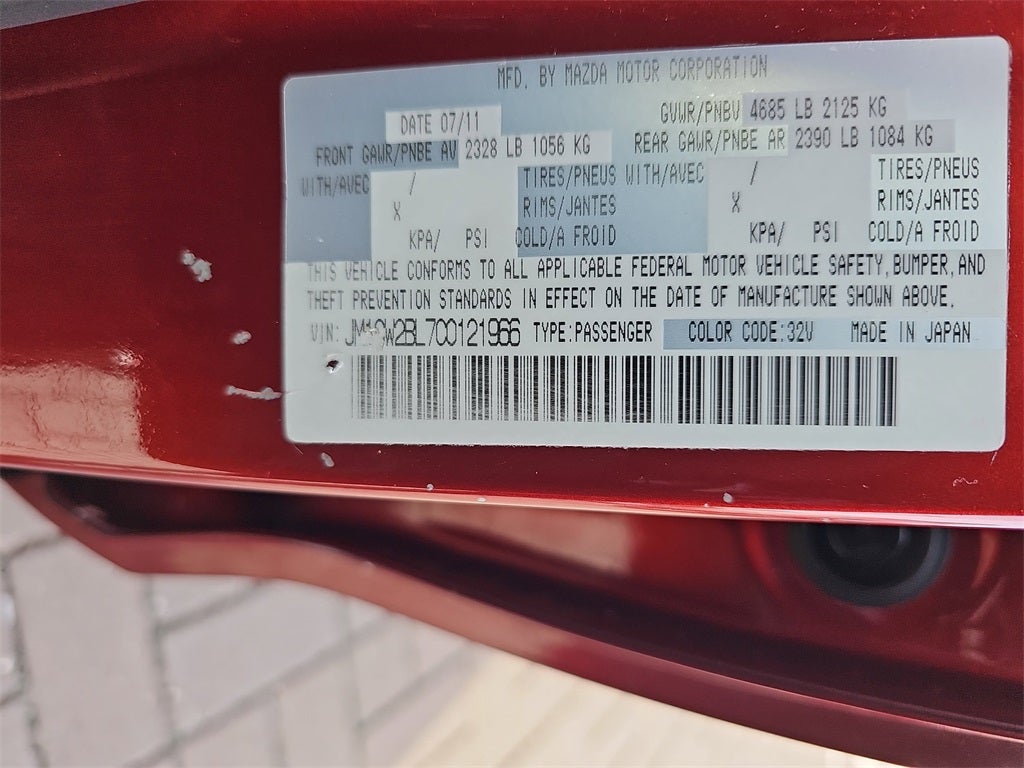 MFD. BY MAZDA MOTOR CORPORATION
DATE 07/11 GVWR/PNBV 4685 LB 2125 KG
FRONT GAWR/PNBE AV 2328 LB 1056 KG REAR GAWR/PNBE AR 2390 LB 1084 KG
WITH/AVEC / TIRES/PNEUS WITH/AVEC / TIRES/PNEUS
X RIMS/JANTES X RIMS/JANTES
KPA/ PSI COLD/A FROID KPA/ PSI COLD/A FROID
THIS VEHICLE CONFORMS TO ALL APPLICABLE FEDERAL MOTOR VEHICLE SAFETY, BUMPER, AND
THEFT PREVENTION STANDARDS IN EFFECT ON THE DATE OF MANUFACTURE SHOWN ABOVE.
VIN: TYPE:PASSENGER COLOR CODE:32V MADE IN JAPAN